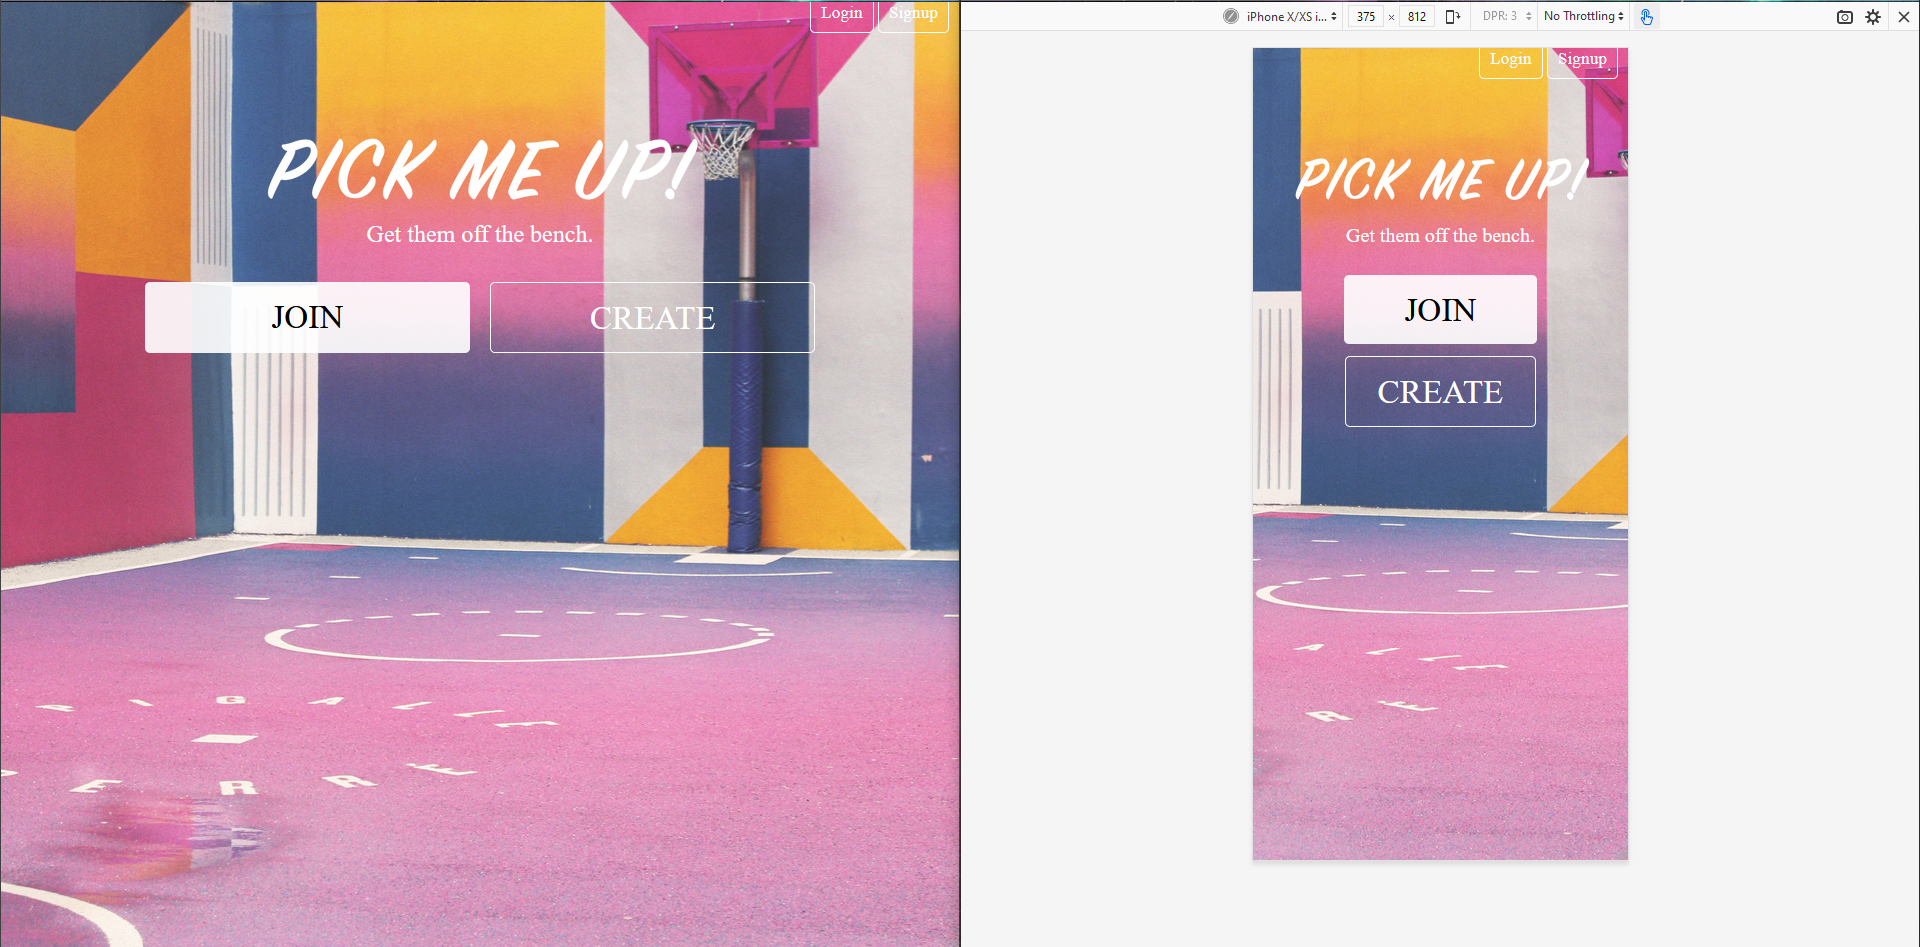 Login Signup
PICK ME UP!
Get them off the bench.
JOIN CREATE
R I G A L L E
P E R R E
iPhone X/XS i... 375 × 812 DPR: 3 No Throttling
Login Signup
PICK ME UP!
Get them off the bench.
JOIN
CREATE
A L L E
R E